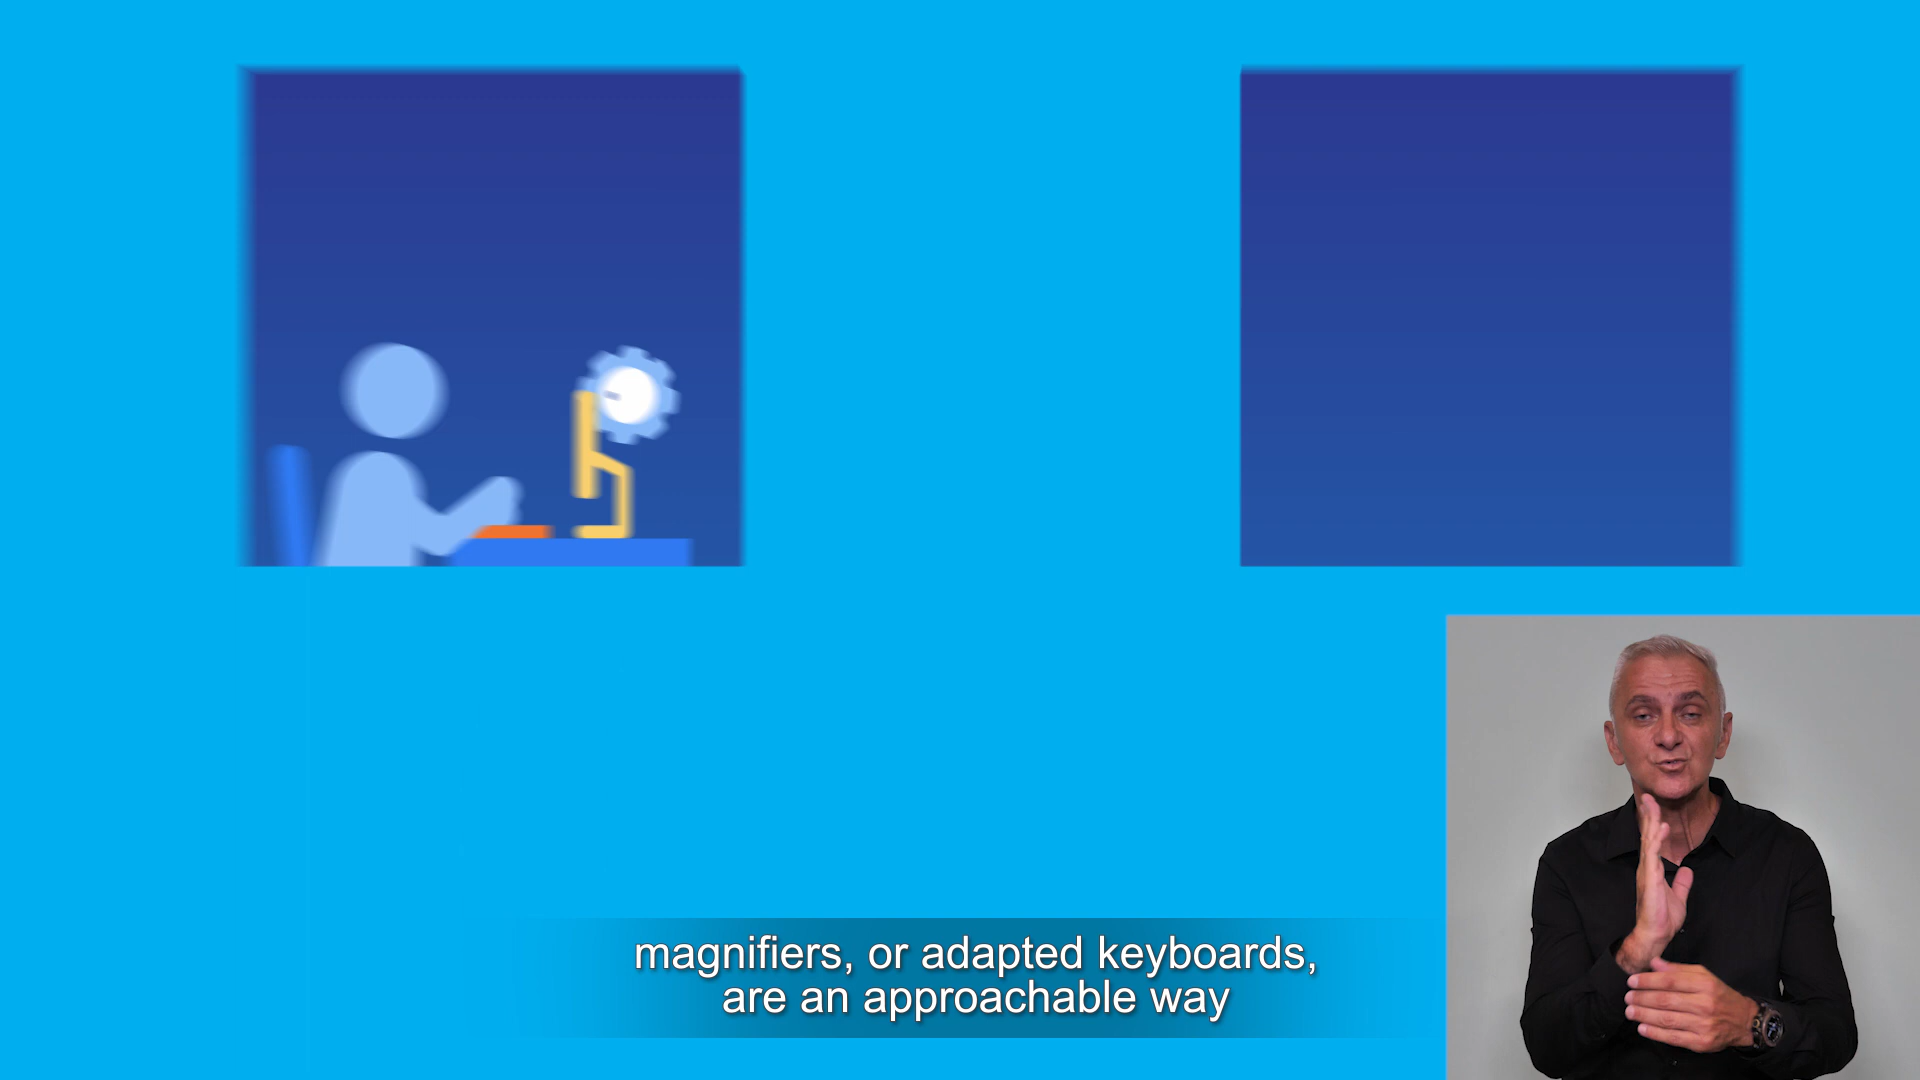 magnifiers, or adapted keyboards,
are an approachable way